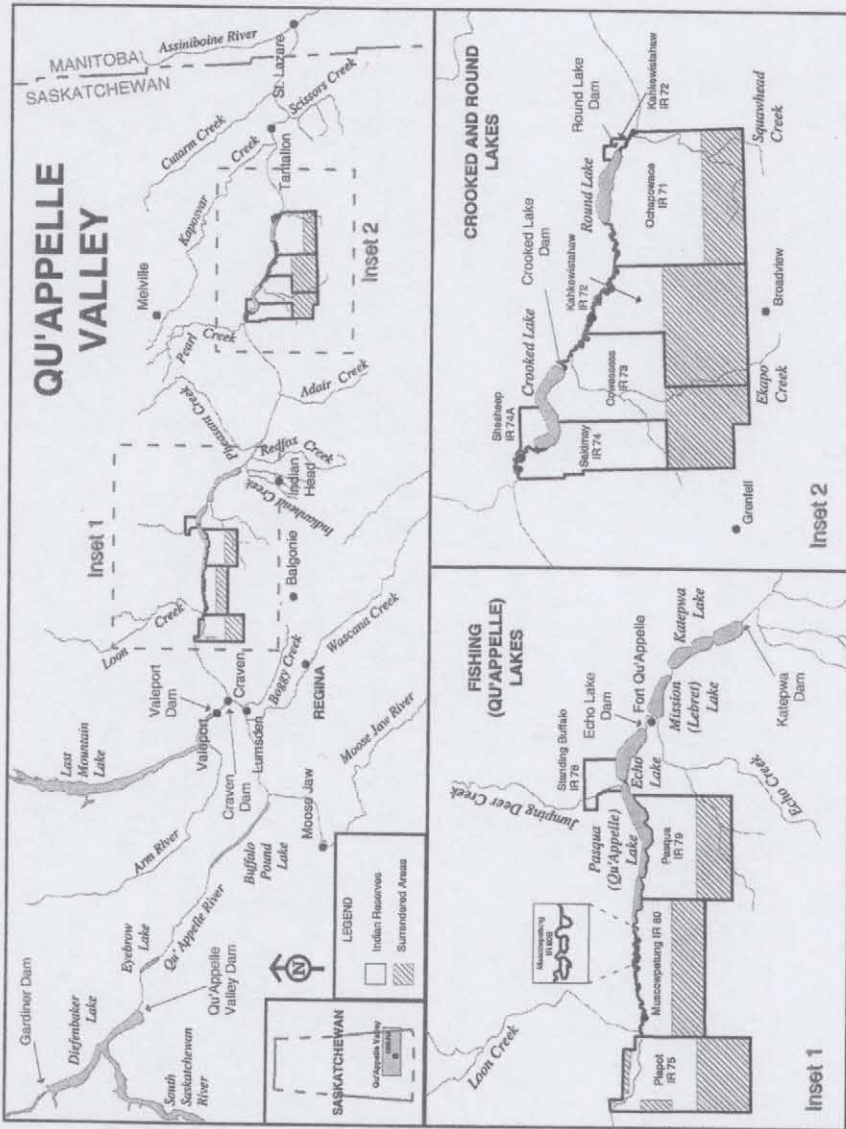 QU'APPELLE
VALLEY
MANITOBA
SASKATCHEWAN
Assiniboine River
St. Lazare
Scissors Creek
Cutarm Creek
Tantallon
Kaposvar Creek
Melville
Pearl Creek
Inset 2
Adair Creek
Pheasant Creek
Redfox Creek
Indian
Head
Indianhead Creek
Inset 1
Balgonie
Loon Creek
Wascana Creek
Boggy Creek
REGINA
Valeport
Dam
Craven
Valeport
Lumsden
Craven
Dam
Last
Mountain
Lake
Moose Jaw River
Moose Jaw
Arm River
Buffalo
Pound Lake
Qu'Appelle River
Eyebrow
Lake
Qu'Appelle
Valley Dam
Gardiner Dam
Diefenbaker
Lake
South
Saskatchewan
River
N
LEGEND
Indian Reserves
Surrendered Areas
SASKATCHEWAN
Qu'Appelle Valley
FISHING
(QU'APPELLE)
LAKES
Loon Creek
Jumping Deer Creek
Standing Buffalo
IR 78
Echo Lake
Dam
Fort Qu'Appelle
Pasqua
(Qu'Appelle)
Lake
Echo
Lake
Mission
(Lebret)
Lake
Katepwa
Lake
Katepwa
Dam
Echo Creek
Muscowpetung
IR 80B
Piapot
IR 75
Muscowpetung IR 80
Pasqua
IR 79
Inset 1
CROOKED AND ROUND
LAKES
Round Lake
Dam
Kahkewistahaw
IR 72
Round Lake
Crooked Lake
Dam
Crooked Lake
Kahkewistahaw
IR 72
Ochapowace
IR 71
Shesheep
IR 74A
Sakimay
IR 74
Cowessess
IR 73
Squawhead
Creek
Broadview
Ekapo
Creek
Grenfell
Inset 2